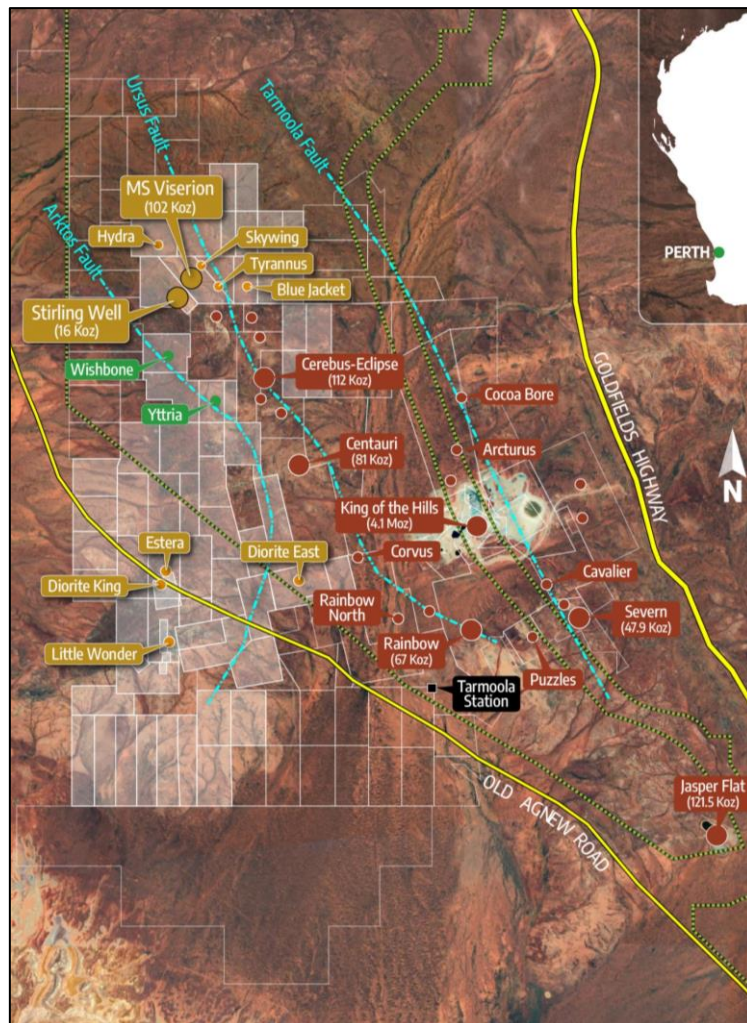 Ursus Fault
Tarmoola Fault
Arktos Fault
MS Viserion
(102 Koz)
Hydra
Skywing
Tyrannus
Blue Jacket
Stirling Well
(16 Koz)
Wishbone
Yttria
Cerebus-Eclipse
(112 Koz)
Centauri
(81 Koz)
Cocoa Bore
Arcturus
King of the Hills
(4.1 Moz)
PERTH
GOLDFIELDS HIGHWAY
N
Estera
Diorite King
Little Wonder
Diorite East
Corvus
Rainbow
North
Rainbow
(67 Koz)
Cavalier
Severn
(47.9 Koz)
Puzzles
Tarmoola
Station
OLD AGNEW ROAD
Jasper Flat
(121.5 Koz)